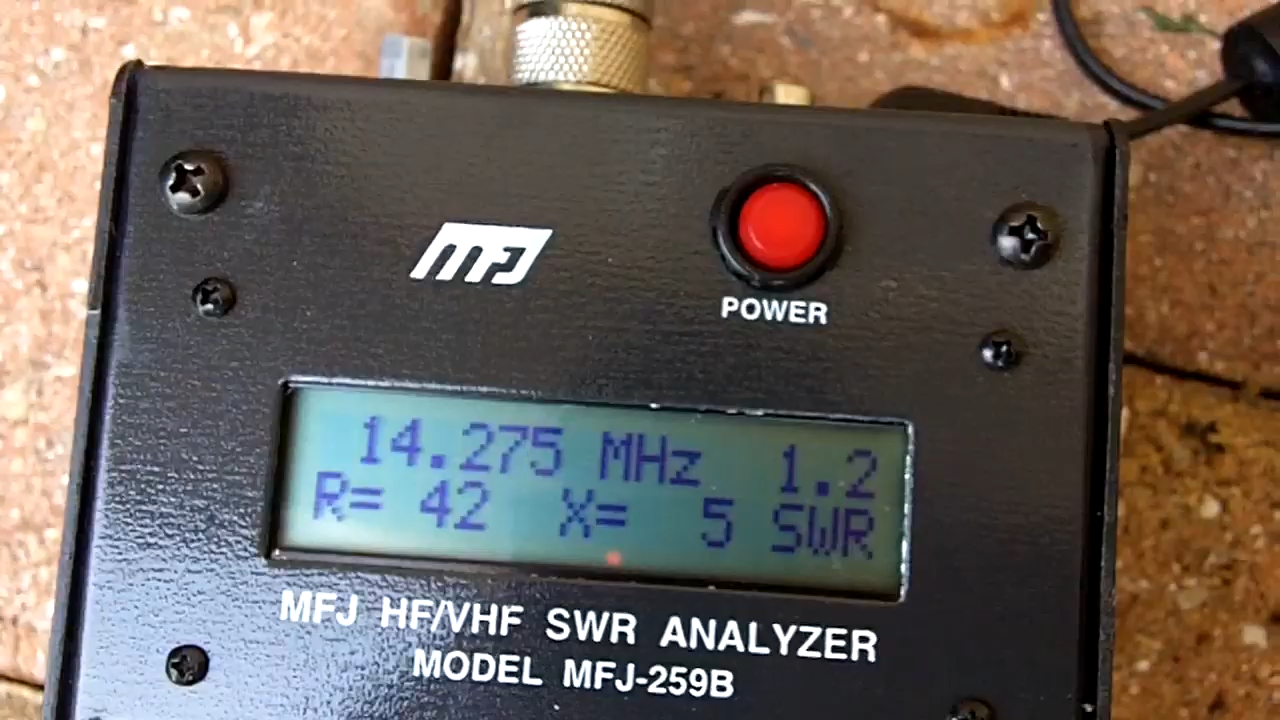 MFJ
POWER
14.275 MHz 1.2
R= 42 X= 5 SWR
MFJ HF/VHF SWR ANALYZER
MODEL MFJ-259B